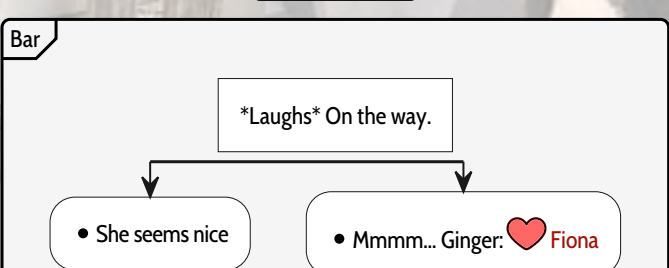 Bar
*Laughs* On the way.
• She seems nice
• Mmmm... Ginger: Fiona